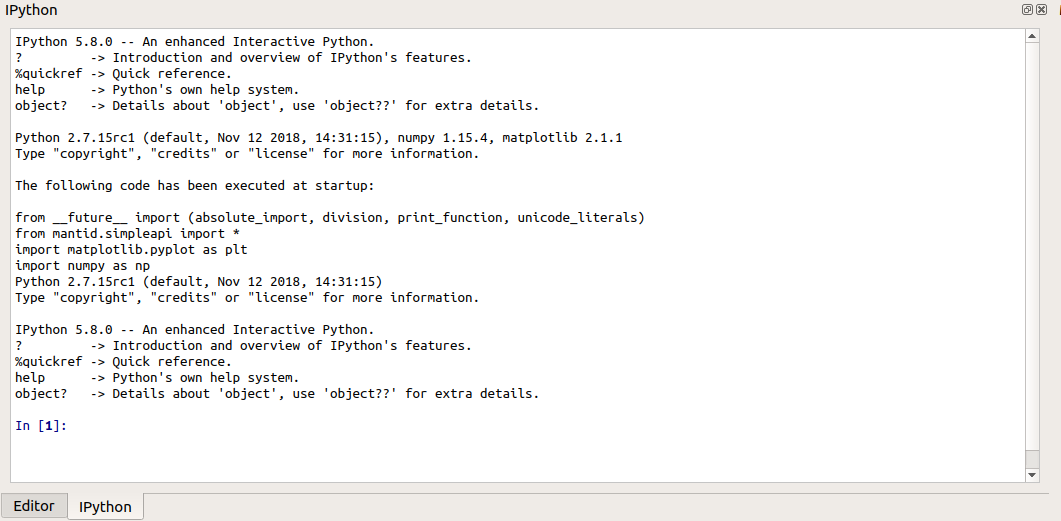 IPython
IPython 5.8.0 -- An enhanced Interactive Python.
?         -> Introduction and overview of IPython's features.
%quickref -> Quick reference.
help      -> Python's own help system.
object?   -> Details about 'object', use 'object??' for extra details.
Python 2.7.15rc1 (default, Nov 12 2018, 14:31:15), numpy 1.15.4, matplotlib 2.1.1
Type "copyright", "credits" or "license" for more information.
The following code has been executed at startup:
from __future__ import (absolute_import, division, print_function, unicode_literals)
from mantid.simpleapi import *
import matplotlib.pyplot as plt
import numpy as np
Python 2.7.15rc1 (default, Nov 12 2018, 14:31:15)
Type "copyright", "credits" or "license" for more information.
IPython 5.8.0 -- An enhanced Interactive Python.
?         -> Introduction and overview of IPython's features.
%quickref -> Quick reference.
help      -> Python's own help system.
object?   -> Details about 'object', use 'object??' for extra details.
In [1]:
Editor IPython